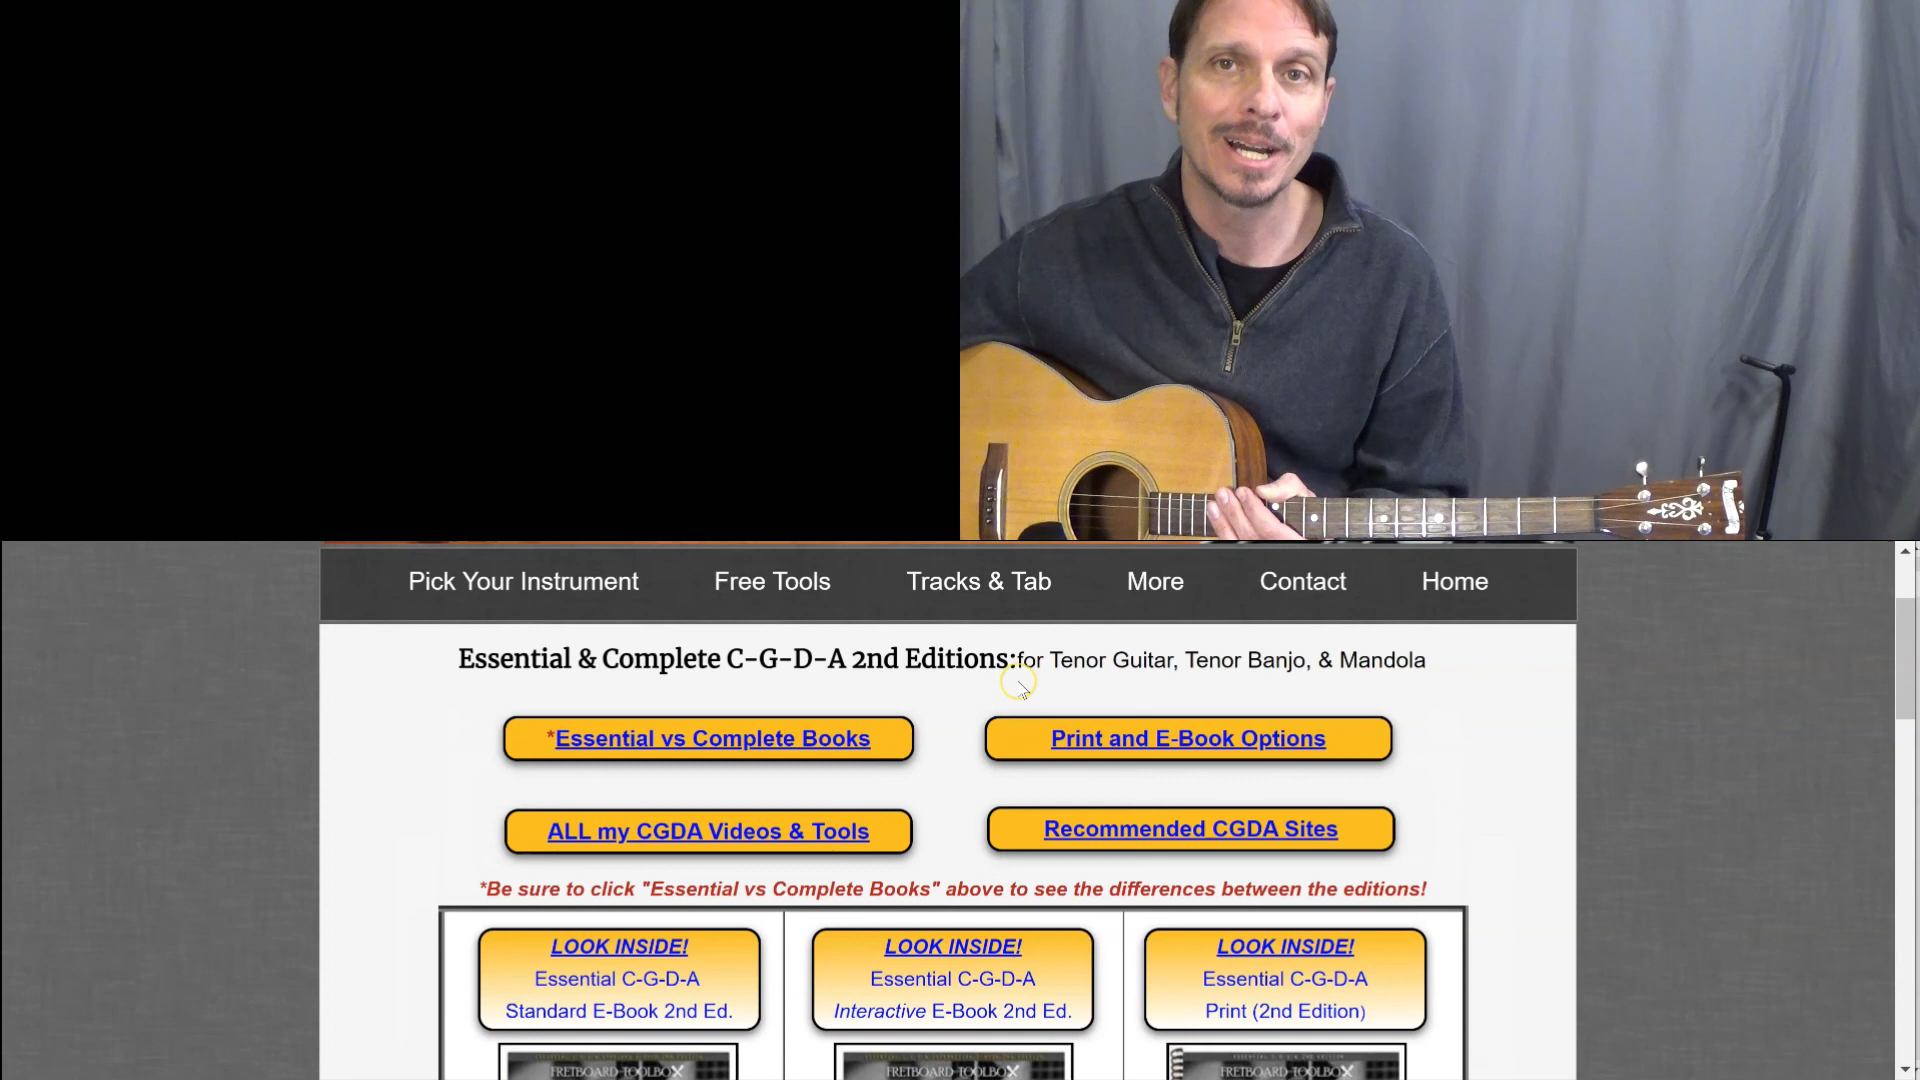 Pick Your Instrument Free Tools Tracks & Tab More Contact Home
Essential & Complete C-G-D-A 2nd Editions:for Tenor Guitar, Tenor Banjo, & Mandola
*Essential vs Complete Books Print and E-Book Options
ALL my CGDA Videos & Tools Recommended CGDA Sites
*Be sure to click "Essential vs Complete Books" above to see the differences between the editions!
LOOK INSIDE! LOOK INSIDE! LOOK INSIDE!
Essential C-G-D-A Essential C-G-D-A Essential C-G-D-A
Standard E-Book 2nd Ed. Interactive E-Book 2nd Ed. Print (2nd Edition)
FRETBOARD TOOLBOX FRETBOARD TOOLBOX FRETBOARD TOOLBOX